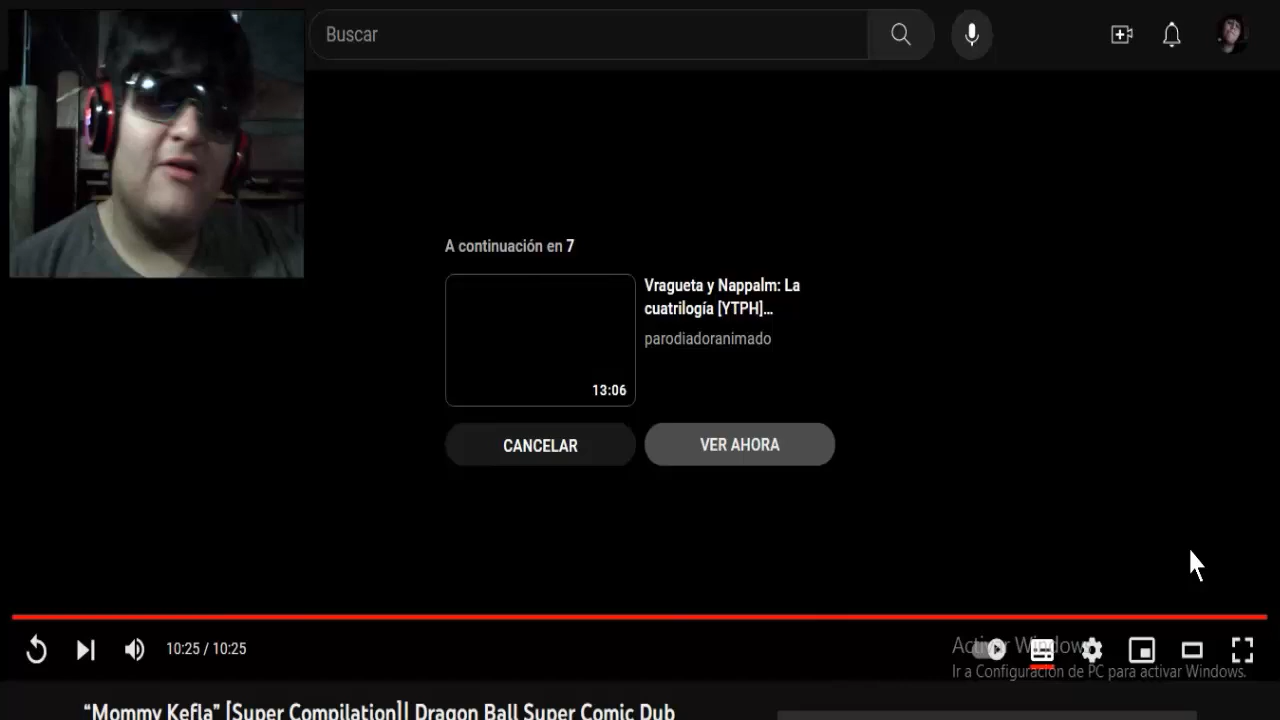 Buscar
A continuación en 7
Vragueta y Nappalm: La
cuatrilogía [YTPH]...
parodiadoranimado
13:06
CANCELAR
VER AHORA
10:25 / 10:25
Activar Windows
Ir a Configuración de PC para activar Windows.
“Mommy Kefla” [Super Compilation]| Dragon Ball Super Comic Dub